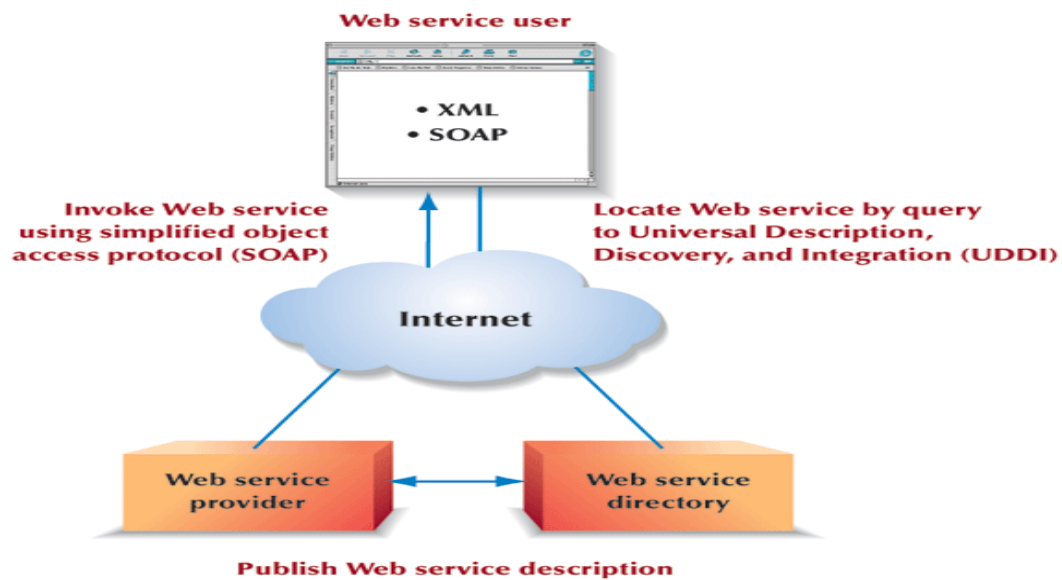 Web service user
• XML
• SOAP
Invoke Web service
using simplified object
access protocol (SOAP)
Locate Web service by query
to Universal Description,
Discovery, and Integration (UDDI)
Internet
Web service
provider
Web service
directory
Publish Web service description